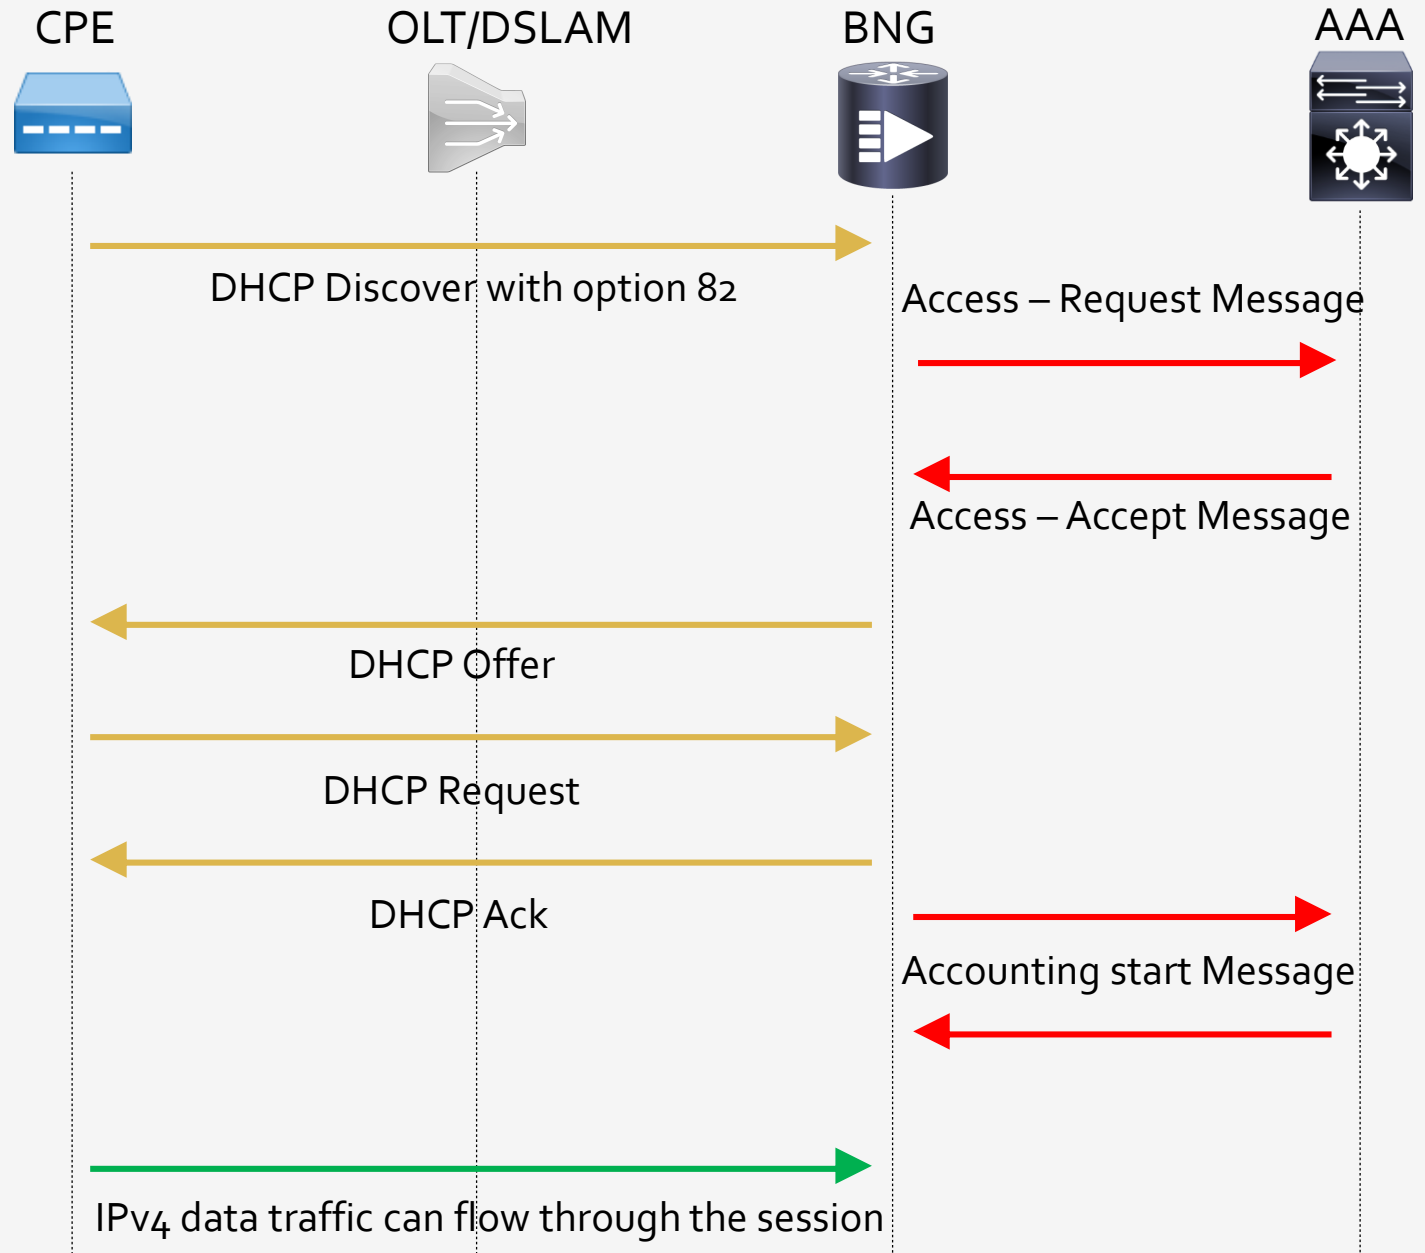 CPE
OLT/DSLAM
BNG
AAA
DHCP Discover with option 82
Access – Request Message
Access – Accept Message
DHCP Offer
DHCP Request
DHCP Ack
Accounting start Message
IPv4 data traffic can flow through the session